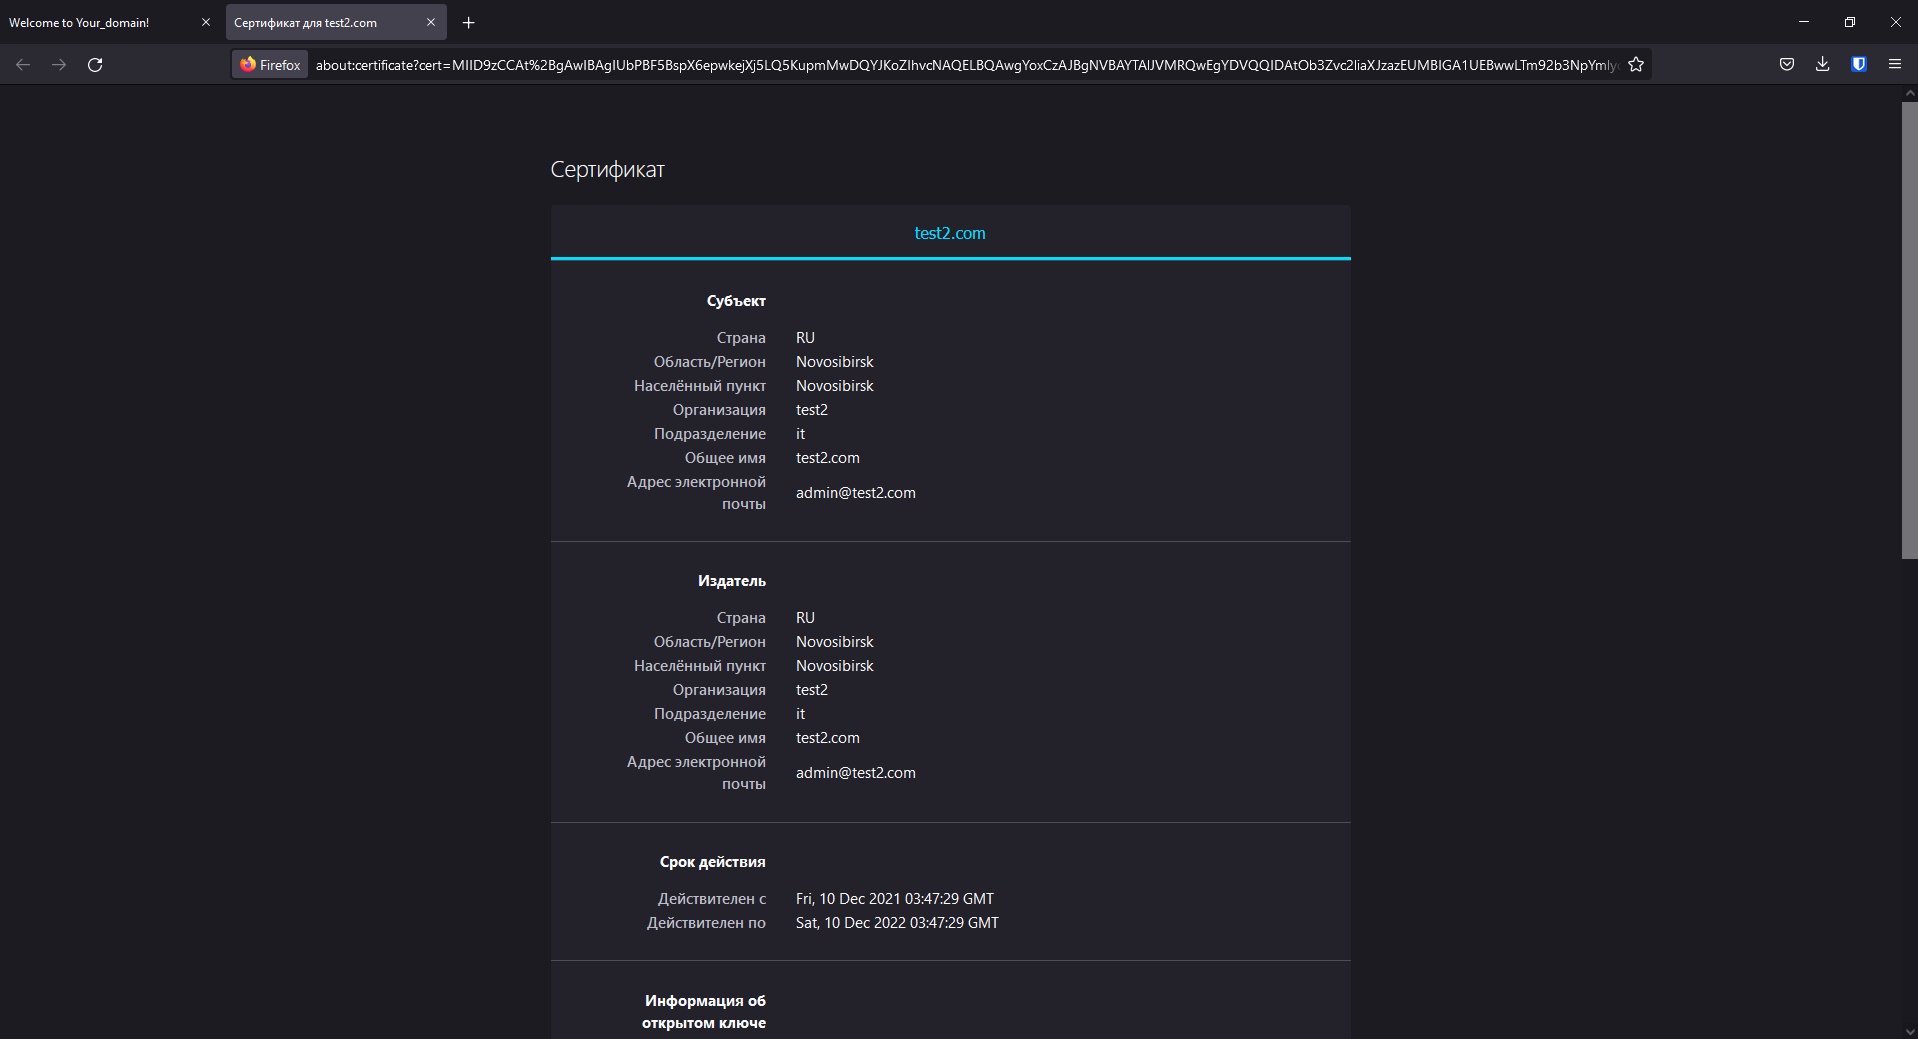 Welcome to Your_domain!
Сертификат для test2.com
Firefox
about:certificate?cert=MIID9zCCAt%2BgAwIBAgIUbPBF5BspX6epwkejXj5LQ5KupmMwDQYJKoZIhvcNAQELBQAwgYoxCzAJBgNVBAYTAlJVMRQwEgYDVQQIDAtOb3Zvc2liaXJzazEUMBIGA1UEBwwLTm92b3NpYmly
Сертификат
test2.com
Субъект
Страна RU
Область/Регион Novosibirsk
Населённый пункт Novosibirsk
Организация test2
Подразделение it
Общее имя test2.com
Адрес электронной
почты admin@test2.com
Издатель
Страна RU
Область/Регион Novosibirsk
Населённый пункт Novosibirsk
Организация test2
Подразделение it
Общее имя test2.com
Адрес электронной
почты admin@test2.com
Срок действия
Действителен с Fri, 10 Dec 2021 03:47:29 GMT
Действителен по Sat, 10 Dec 2022 03:47:29 GMT
Информация об
открытом ключе